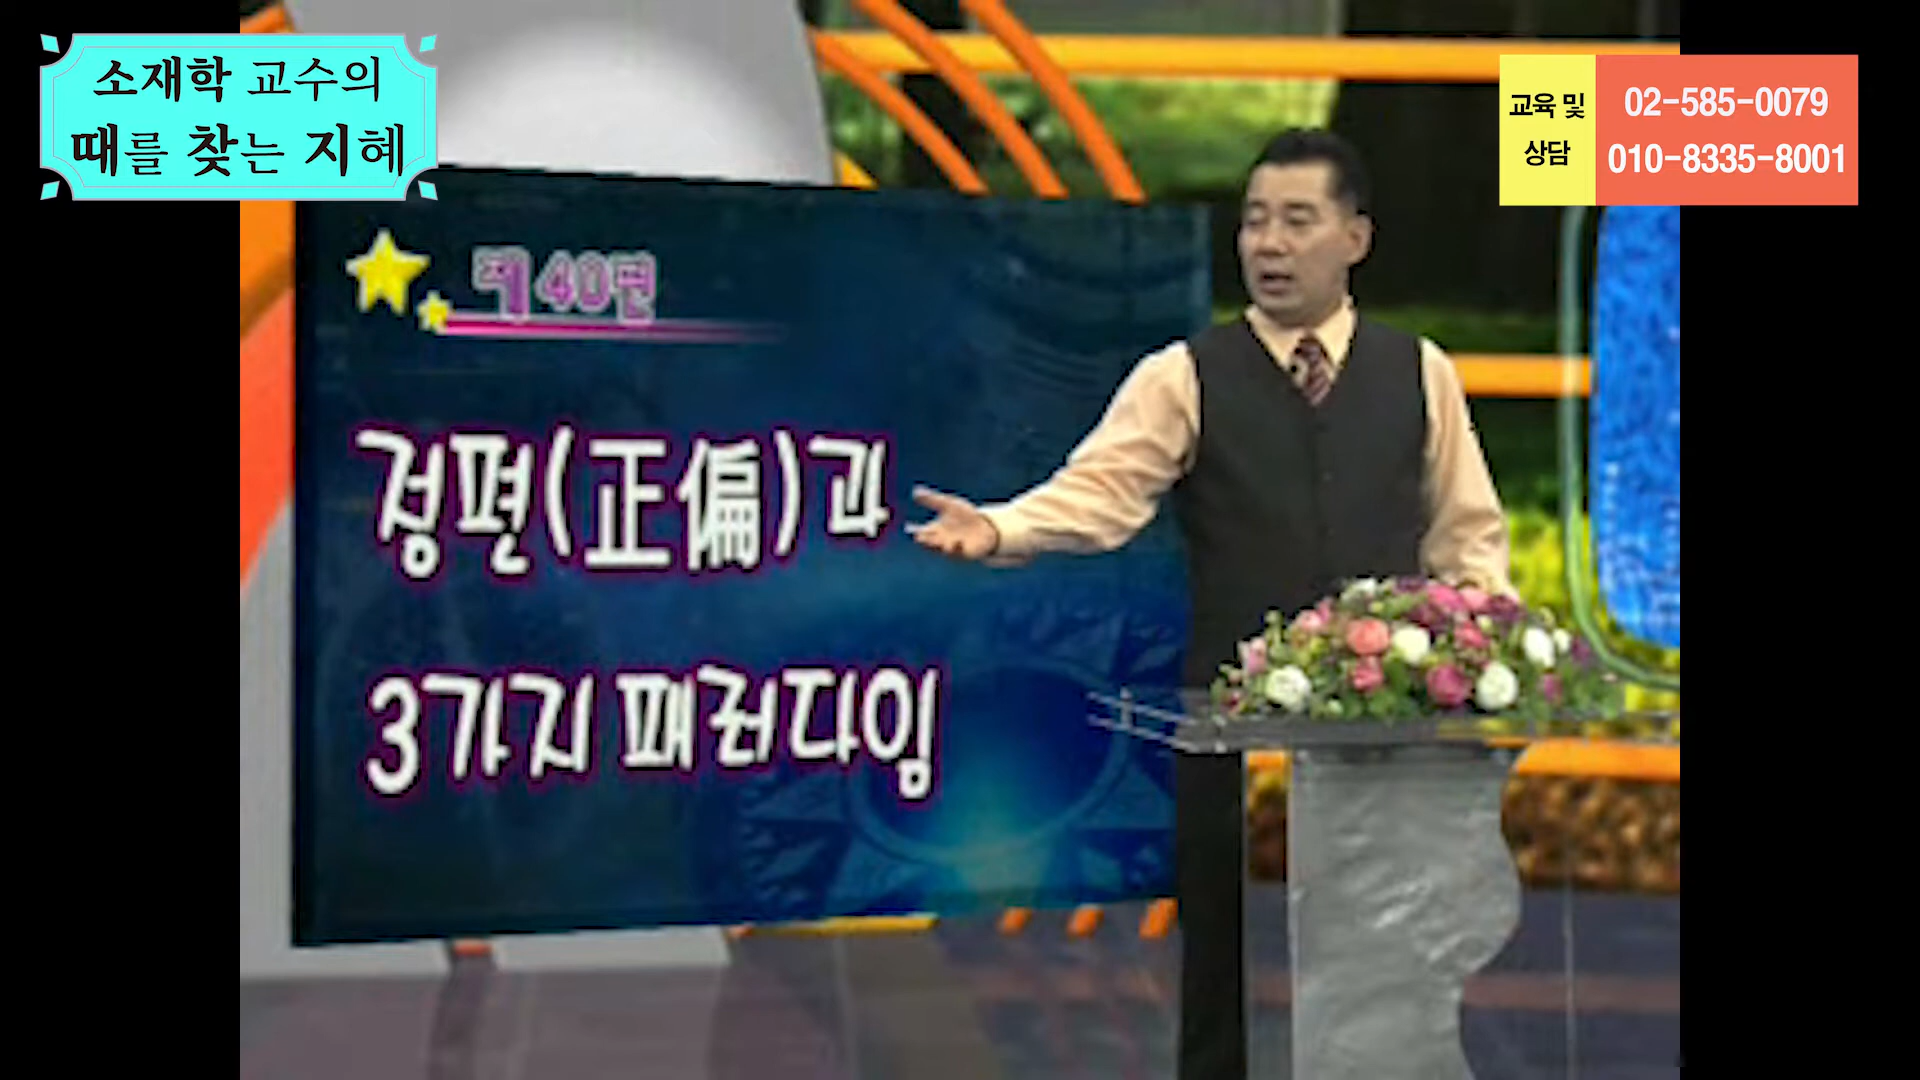 소재학 교수의
때를 찾는 지혜
교육 및
상담
02-585-0079
010-8335-8001
제 40편
정편(正偏)과
3가지 패러다임